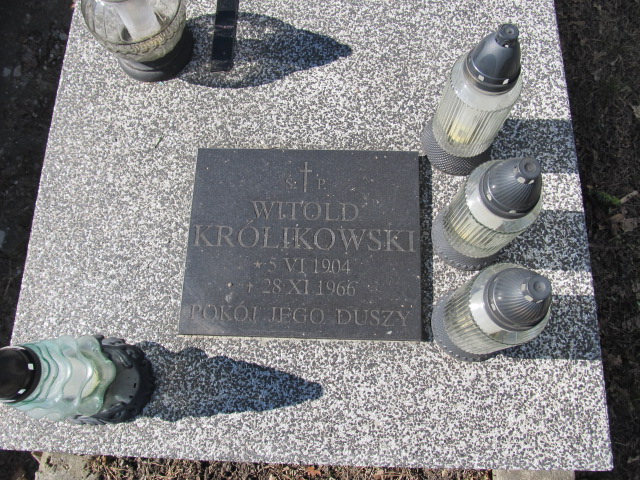 Ś † P.
WITOLD
KRÓLIKOWSKI
* 5 VI 1904
† 28 XI 1966
POKÓJ JEGO DUSZY